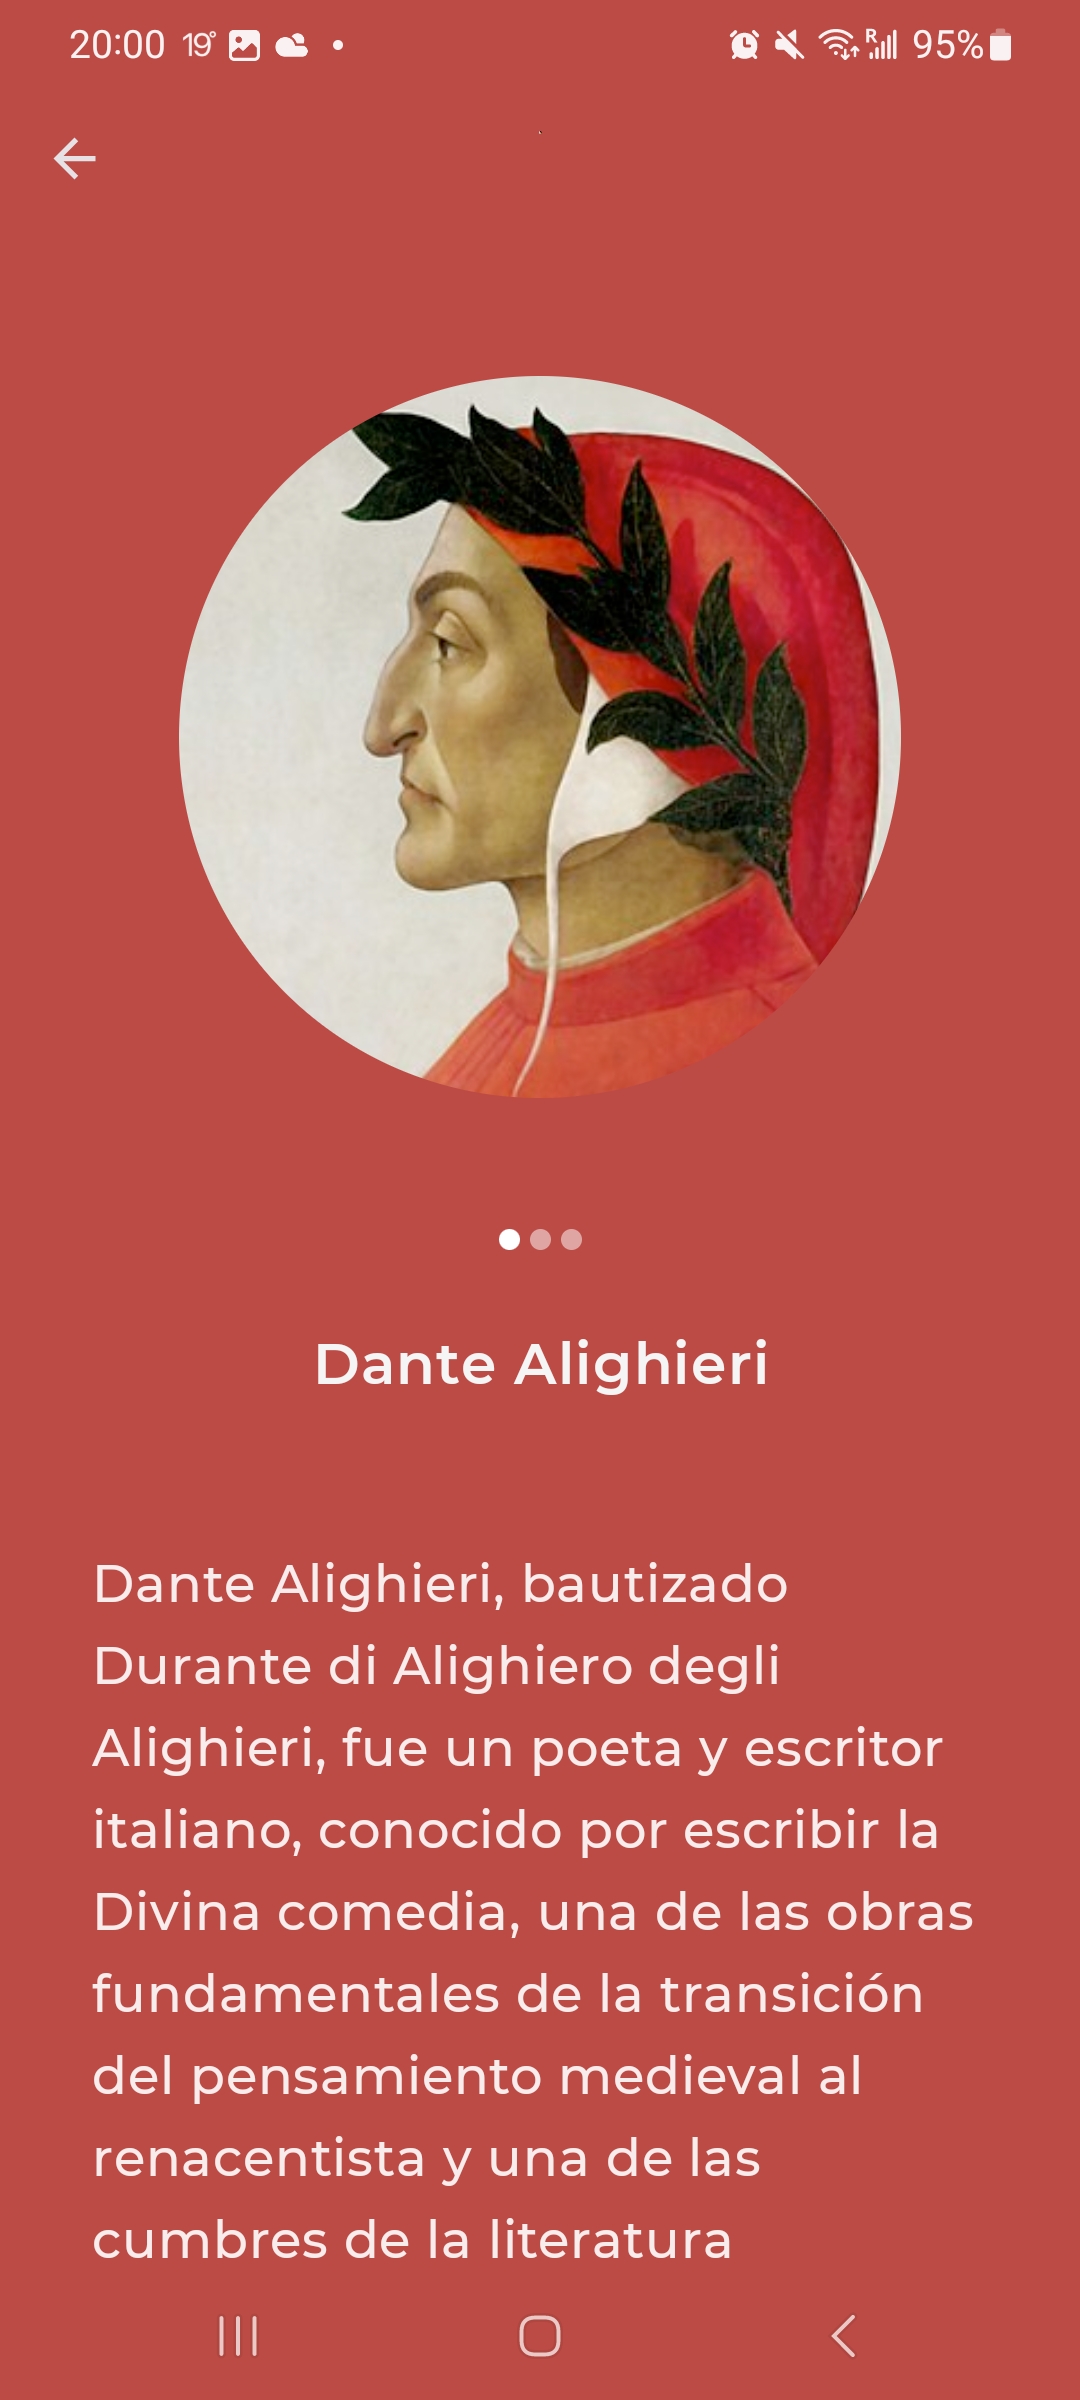 20:00 19° R 95%
Dante Alighieri
Dante Alighieri, bautizado
Durante di Alighiero degli
Alighieri, fue un poeta y escritor
italiano, conocido por escribir la
Divina comedia, una de las obras
fundamentales de la transición
del pensamiento medieval al
renacentista y una de las
cumbres de la literatura